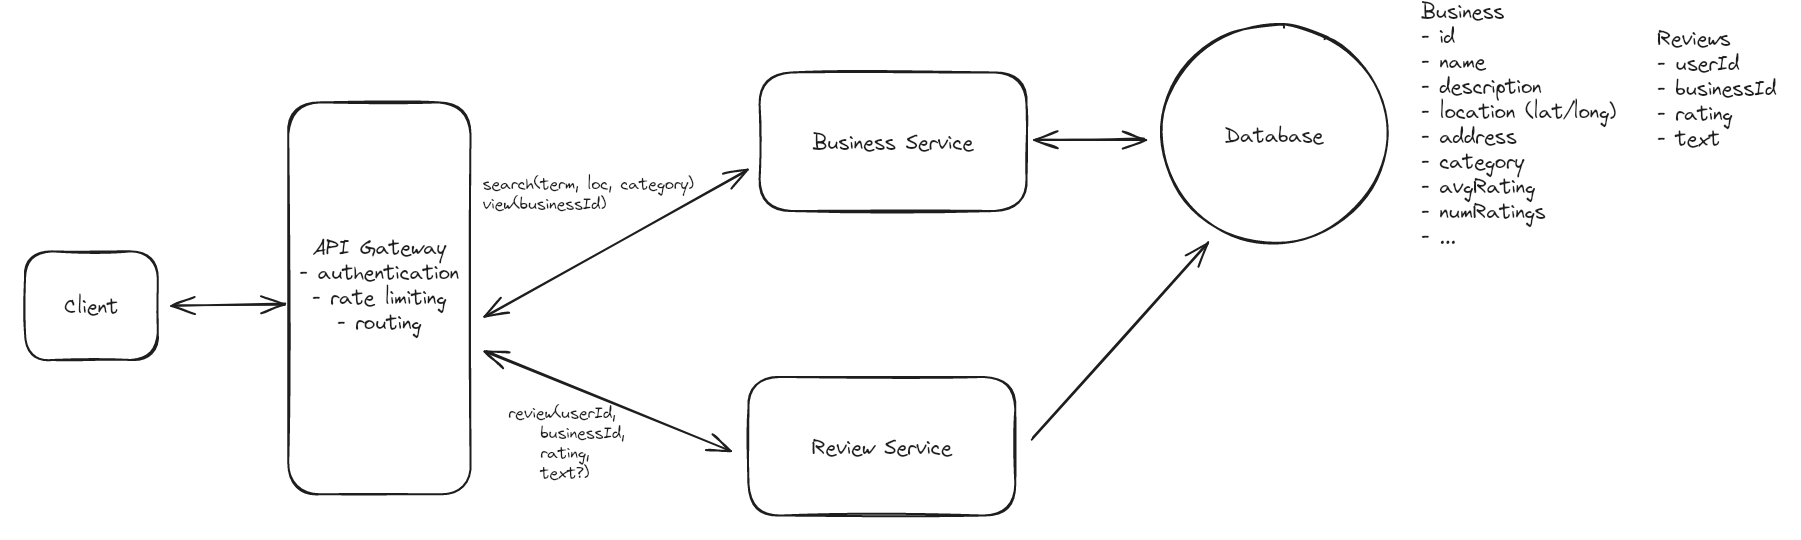 Client
API Gateway
- authentication
- rate limiting
- routing
search(term, loc, category)
view(businessId)
review(userId,
businessId,
rating,
text?)
Business Service
Review Service
Database
Business
- id
- name
- description
- location (lat/long)
- address
- category
- avgRating
- numRatings
- ...
Reviews
- userId
- businessId
- rating
- text